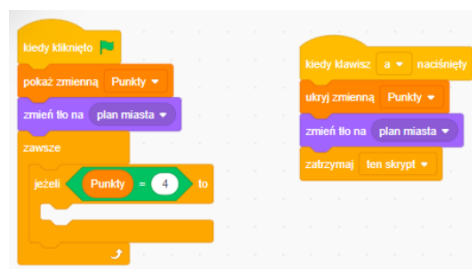 kiedy kliknięto
pokaż zmienną Punkty
zmień tło na plan miasta
zawsze
jeżeli Punkty = 4 to
kiedy klawisz a naciśnięty
ukryj zmienną Punkty
zmień tło na plan miasta
zatrzymaj ten skrypt